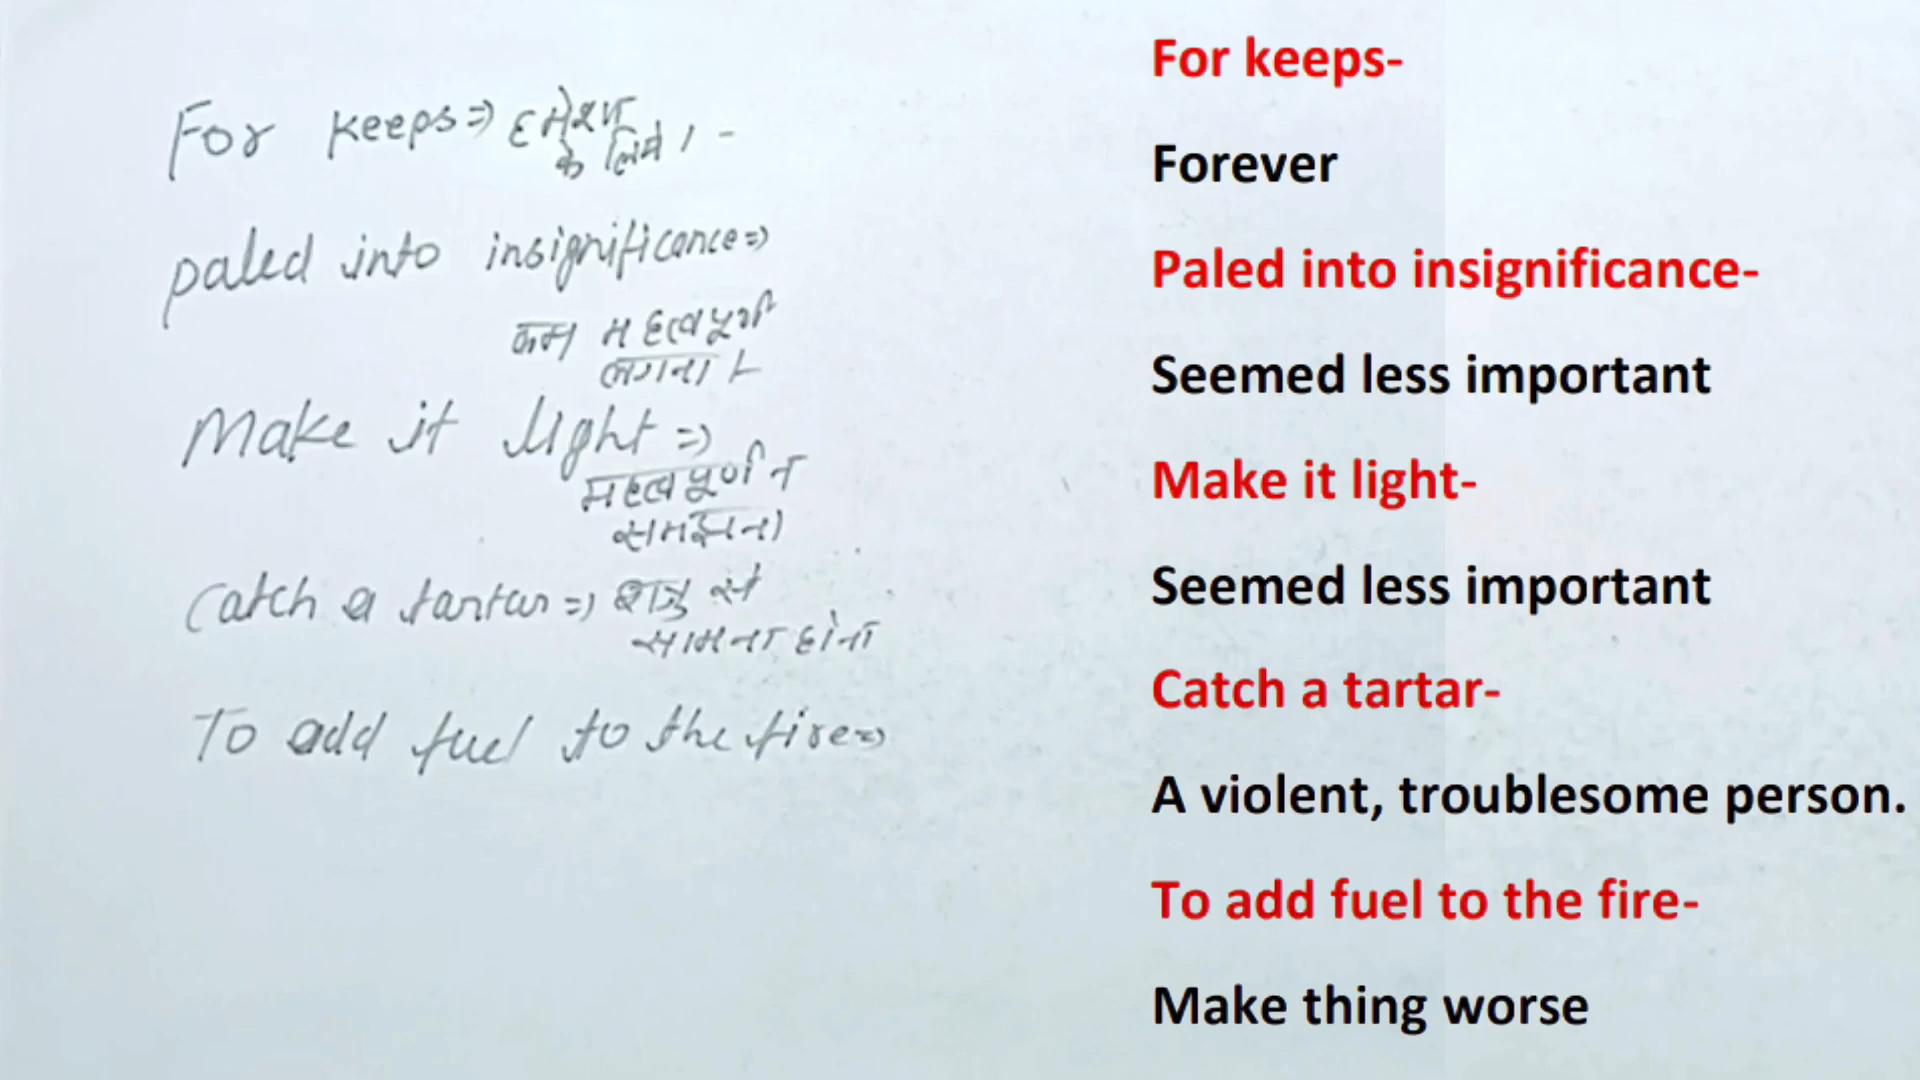 For keeps⇒ हमेशा
के लिये । -
paled into insignificance⇒
कम महत्वपूर्ण
लगना ।-
Make it light ⇒
महत्वपूर्ण न
समझना
Catch a tartar⇒ शत्रु से
सामना होना
To add fuel to the fire⇒
For keeps-
Forever
Paled into insignificance-
Seemed less important
Make it light-
Seemed less important
Catch a tartar-
A violent, troublesome person.
To add fuel to the fire-
Make thing worse